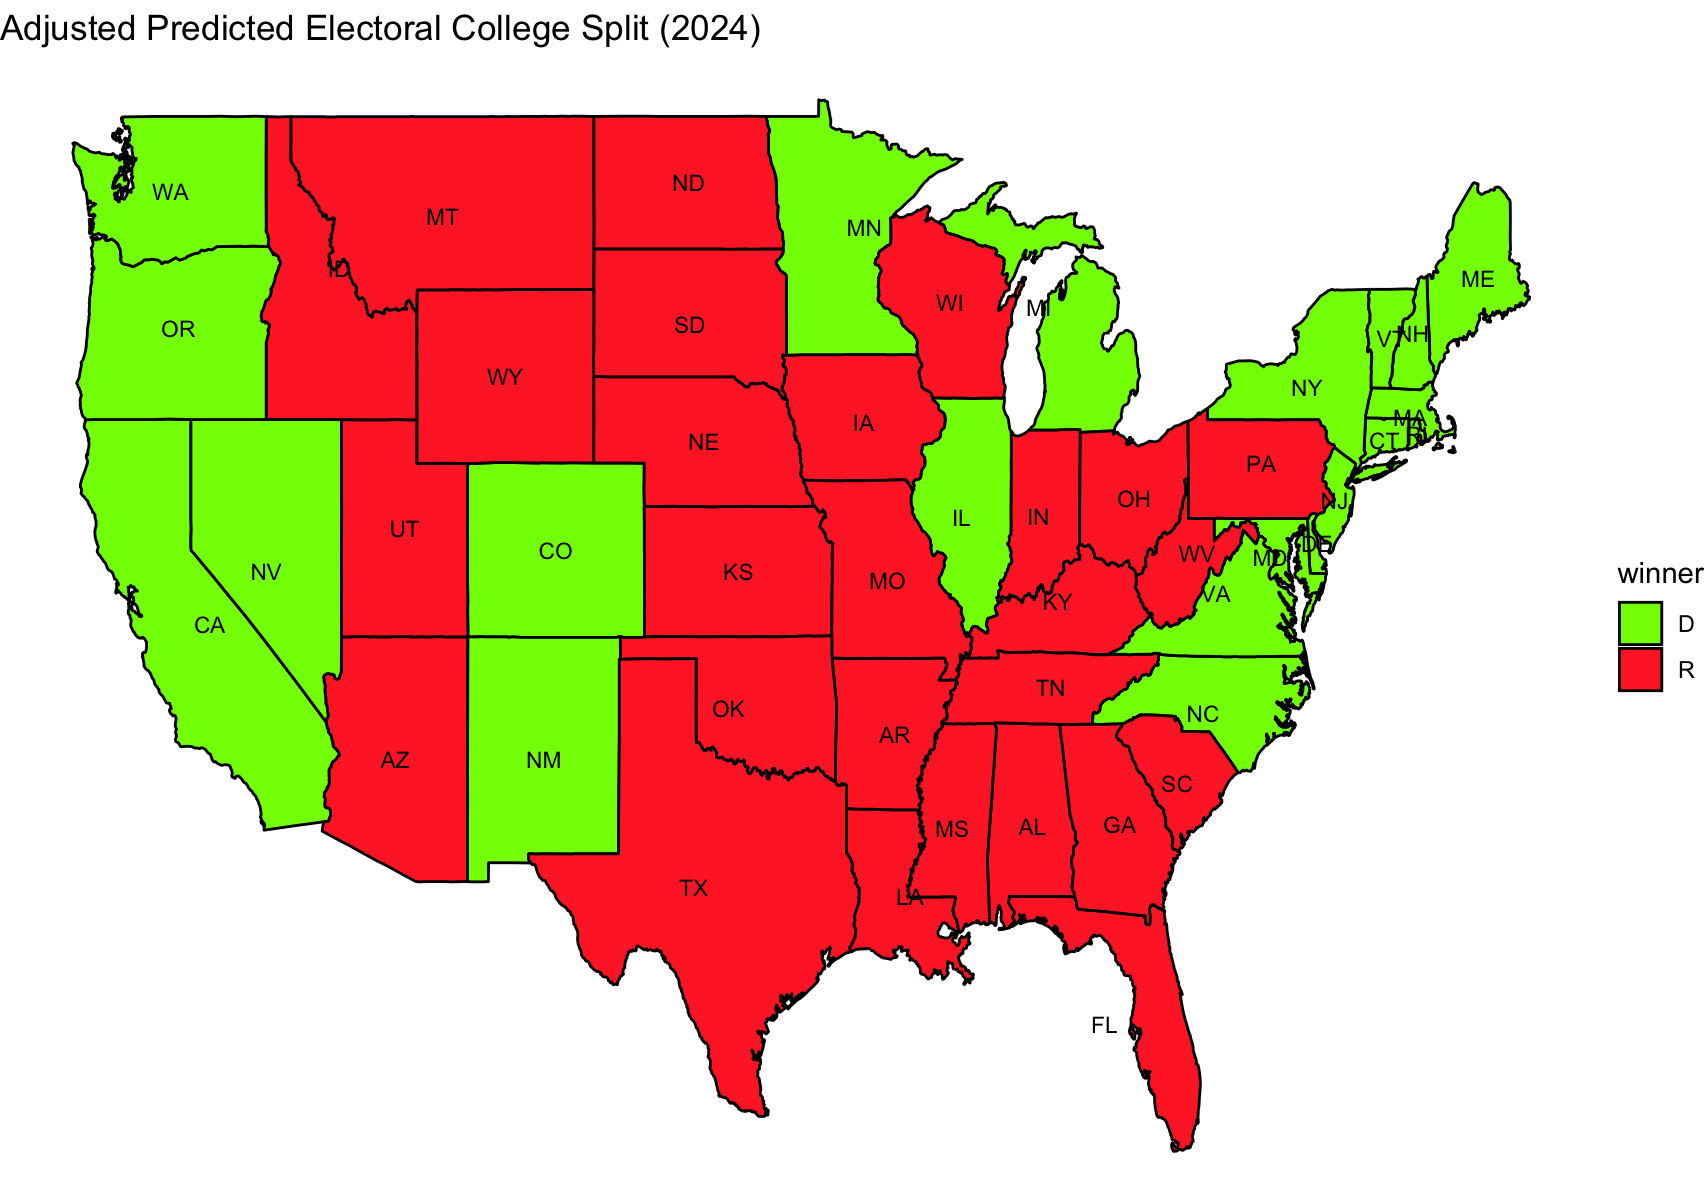 Adjusted Predicted Electoral College Split (2024)
WA
MT
ND
MN
ID
OR
WY
SD
WI
MI
ME
VT
NH
NY
MA
CT
RI
NE
IA
PA
NJ
OH
IN
IL
UT
CO
NV
KS
MO
WV
MD
DE
VA
KY
CA
TN
NC
OK
AR
AZ
NM
SC
MS
AL
GA
TX
LA
FL
winner
D
R